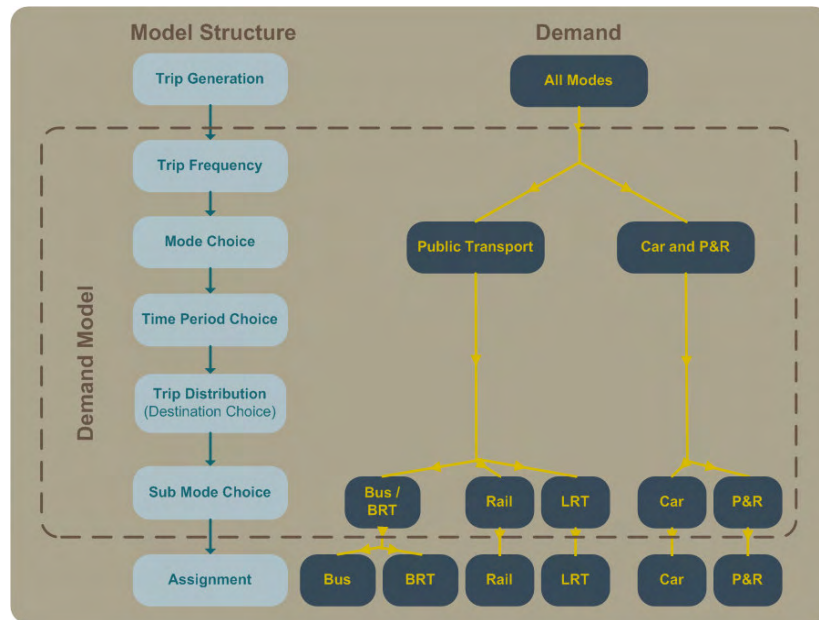 Model Structure
Demand
Trip Generation
All Modes
Trip Frequency
Mode Choice
Public Transport
Car and P&R
Time Period Choice
Demand Model
Trip Distribution
(Destination Choice)
Sub Mode Choice
Bus /
BRT
Rail
LRT
Car
P&R
Assignment
Bus
BRT
Rail
LRT
Car
P&R